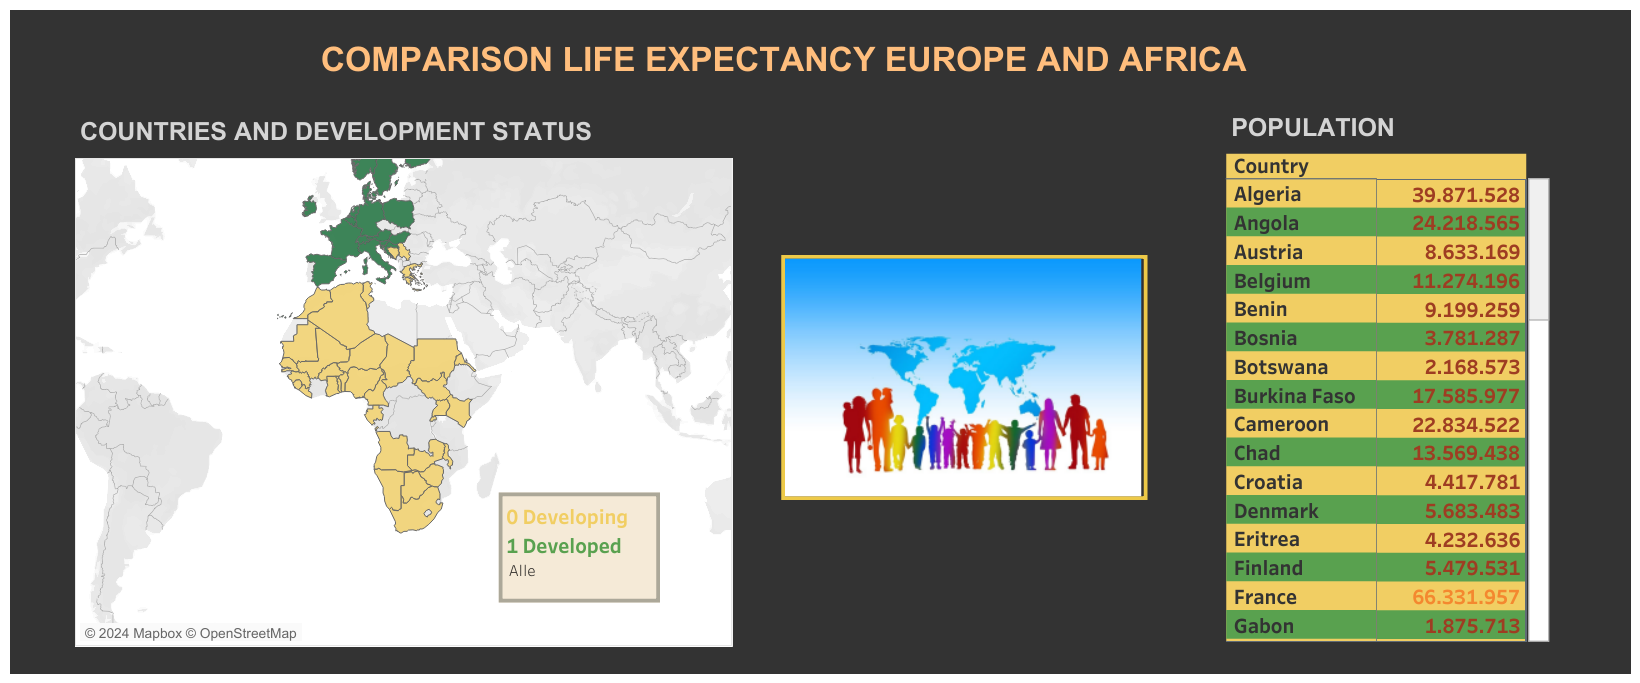 COMPARISON LIFE EXPECTANCY EUROPE AND AFRICA
COUNTRIES AND DEVELOPMENT STATUS
0 Developing
1 Developed
Alle
© 2024 Mapbox © OpenStreetMap
POPULATION
Country
Algeria 39.871.528
Angola 24.218.565
Austria 8.633.169
Belgium 11.274.196
Benin 9.199.259
Bosnia 3.781.287
Botswana 2.168.573
Burkina Faso 17.585.977
Cameroon 22.834.522
Chad 13.569.438
Croatia 4.417.781
Denmark 5.683.483
Eritrea 4.232.636
Finland 5.479.531
France 66.331.957
Gabon 1.875.713